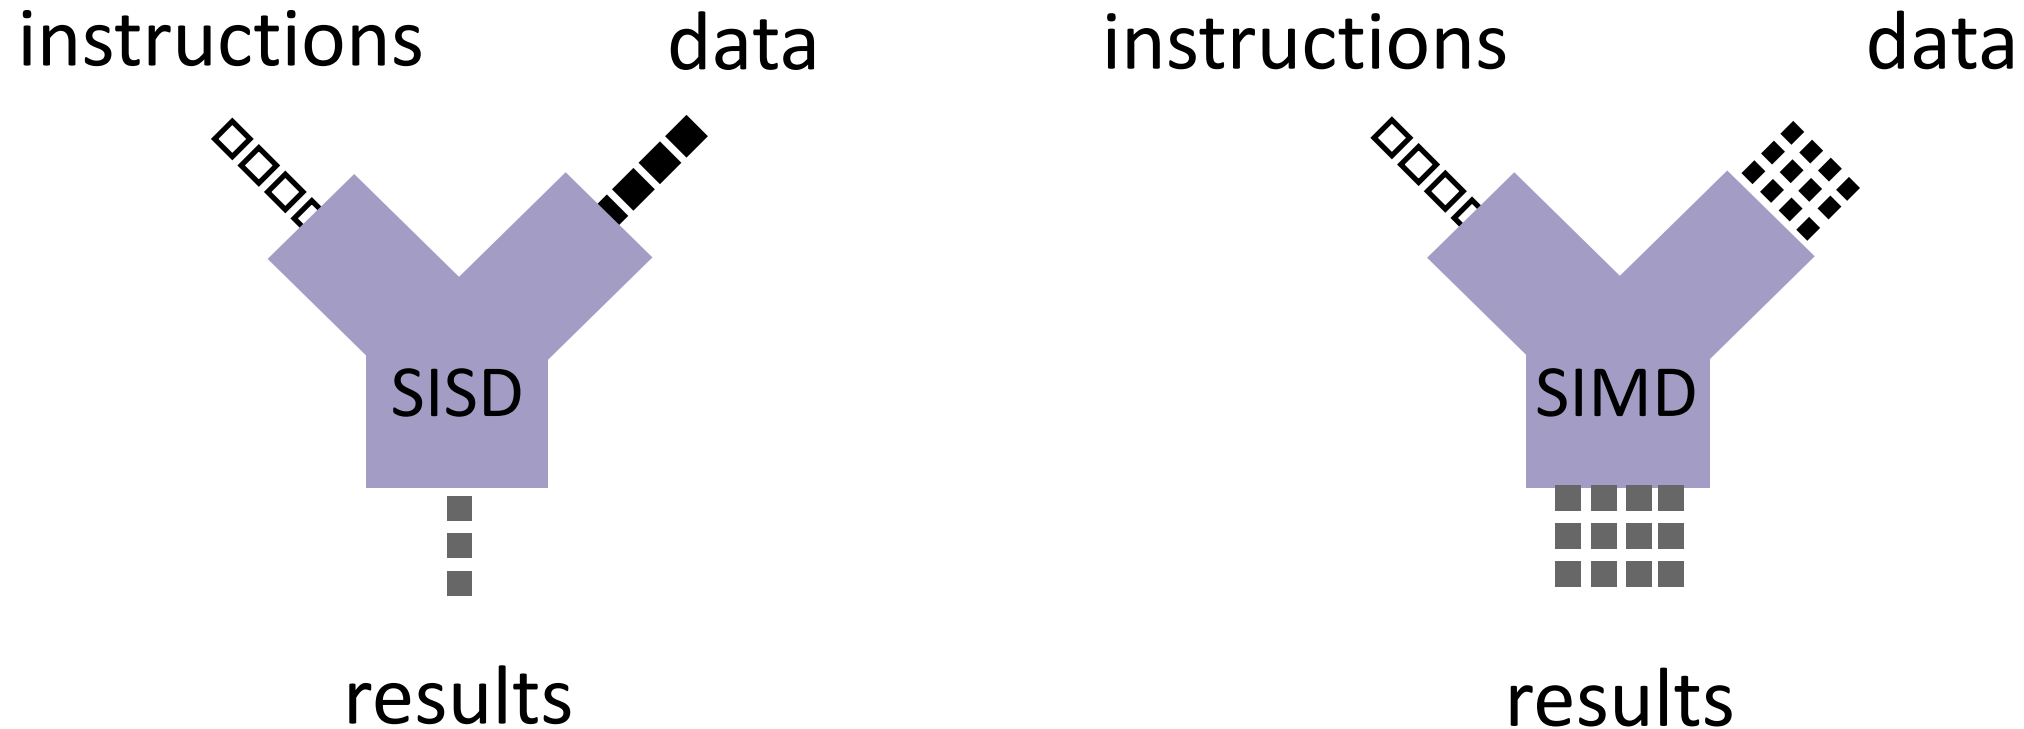 instructions
data
SISD
results
instructions
data
SIMD
results